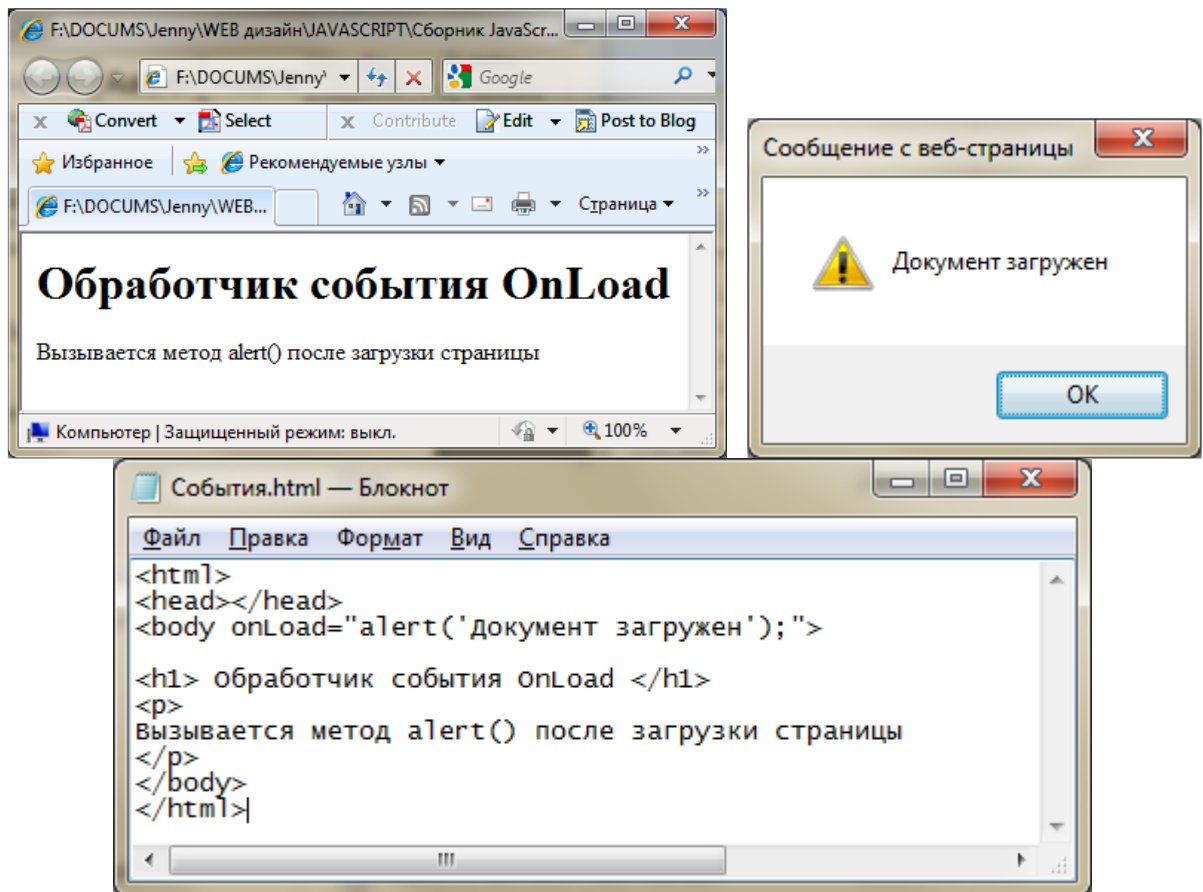 F:\DOCUMS\Jenny\WEB дизайн\JAVASCRIPT\Сборник JavaScr...
F:\DOCUMS\Jenny\
Google
x Convert Select x Contribute Edit Post to Blog
Избранное Рекомендуемые узлы »
F:\DOCUMS\Jenny\WEB... Страница »
Обработчик события OnLoad
Вызывается метод alert() после загрузки страницы
Компьютер | Защищенный режим: выкл. 100%
Сообщение с веб-страницы
Документ загружен
ОК
События.html — Блокнот
Файл Правка Формат Вид Справка
<html>
<head></head>
<body onLoad="alert('Документ загружен');">
<h1> Обработчик события OnLoad </h1>
<p>
Вызывается метод alert() после загрузки страницы
</p>
</body>
</html>